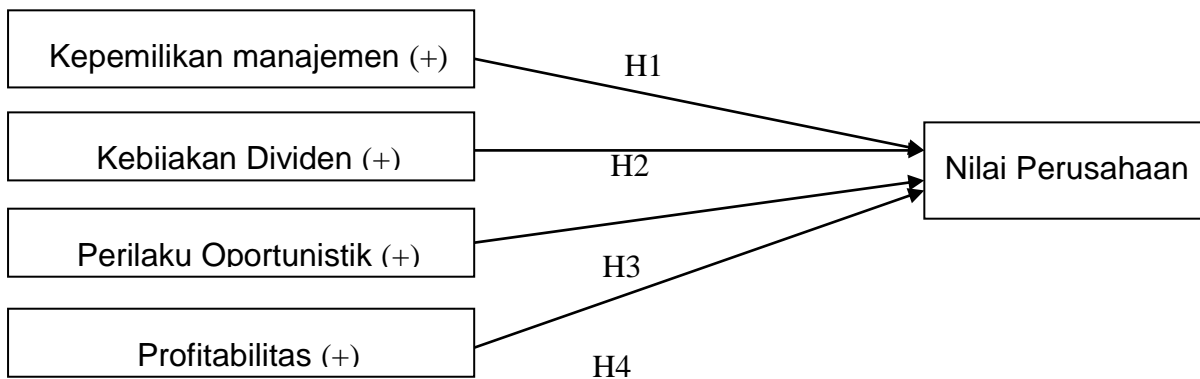 Kepemilikan manajemen (+)
H1
Kebijakan Dividen (+)
H2
Nilai Perusahaan
Perilaku Oportunistik (+)
H3
Profitabilitas (+)
H4